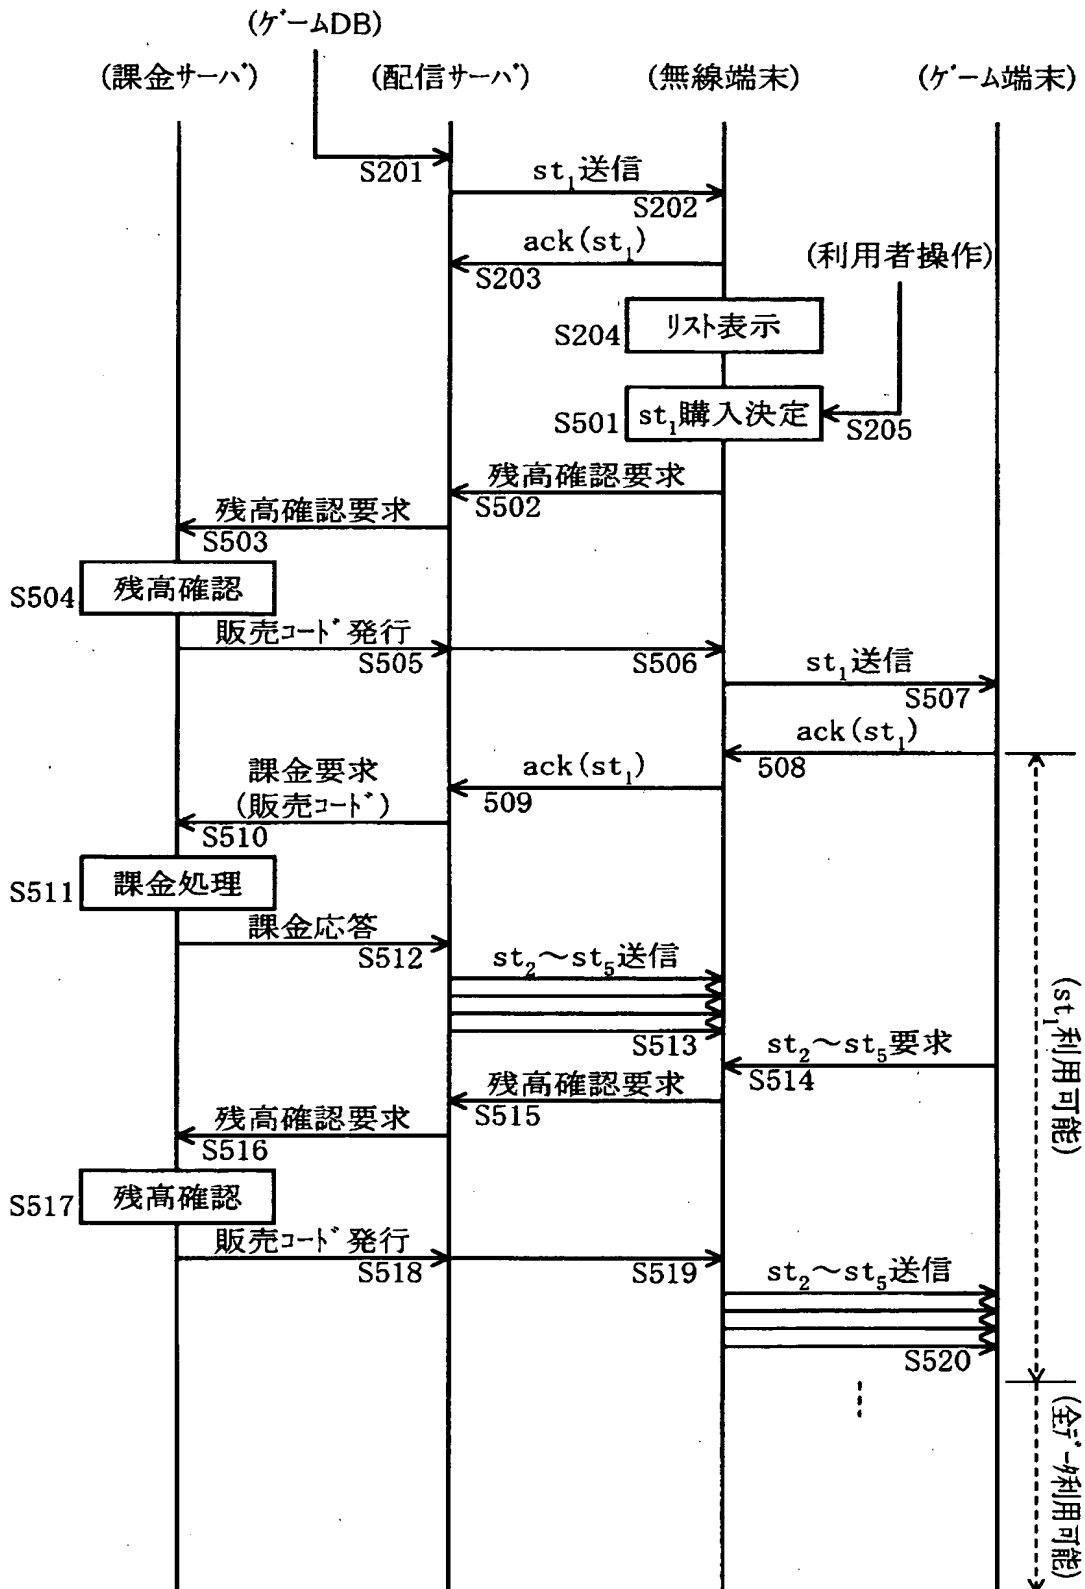 (ゲームDB)
(課金サーバ)
(配信サーバ)
(無線端末)
(ゲーム端末)
S201
st₁送信
S202
ack(st₁)
S203
(利用者操作)
S204
リスト表示
S501
st₁購入決定
S205
残高確認要求
S502
残高確認要求
S503
S504
残高確認
販売コード発行
S505
S506
st₁送信
S507
ack(st₁)
508
ack(st₁)
509
課金要求
(販売コード)
S510
S511
課金処理
課金応答
S512
st₂～st₅送信
S513
st₂～st₅要求
S514
残高確認要求
S515
残高確認要求
S516
S517
残高確認
販売コード発行
S518
S519
st₂～st₅送信
S520
(st₁利用可能)
(全データ利用可能)